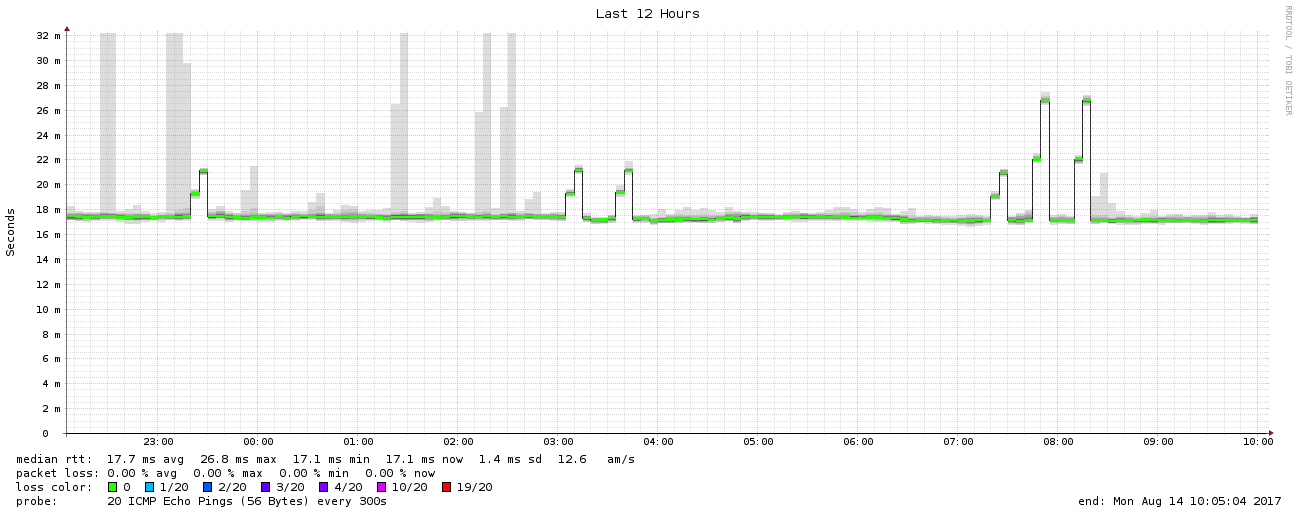 Last 12 Hours
RRDTOOL / TOBI OETIKER
Seconds
32 m
30 m
28 m
26 m
24 m
22 m
20 m
18 m
16 m
14 m
12 m
10 m
8 m
6 m
4 m
2 m
0
23:00 00:00 01:00 02:00 03:00 04:00 05:00 06:00 07:00 08:00 09:00 10:00
median rtt: 17.7 ms avg 26.8 ms max 17.1 ms min 17.1 ms now 1.4 ms sd 12.6 am/s
packet loss: 0.00 % avg 0.00 % max 0.00 % min 0.00 % now
loss color: 0 1/20 2/20 3/20 4/20 10/20 19/20
probe: 20 ICMP Echo Pings (56 Bytes) every 300s end: Mon Aug 14 10:05:04 2017